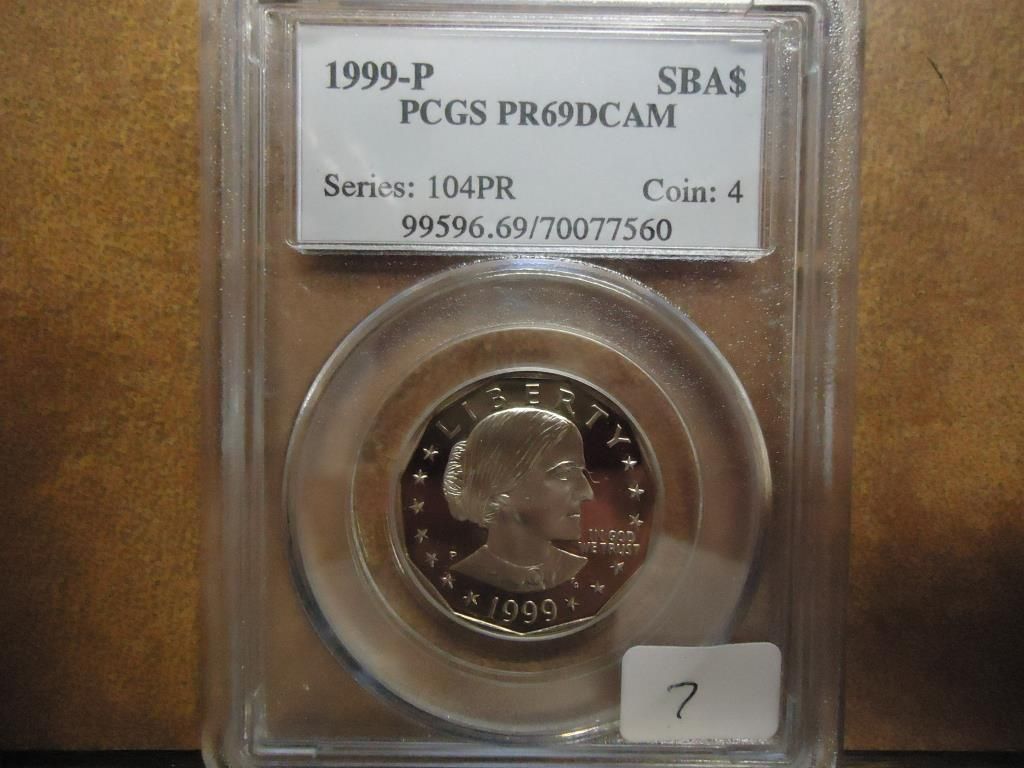 1999-P SBA$
PCGS PR69DCAM
Series: 104PR Coin: 4
99596.69/70077560
LIBERTY
IN GOD
WE TRUST
P
1999
7